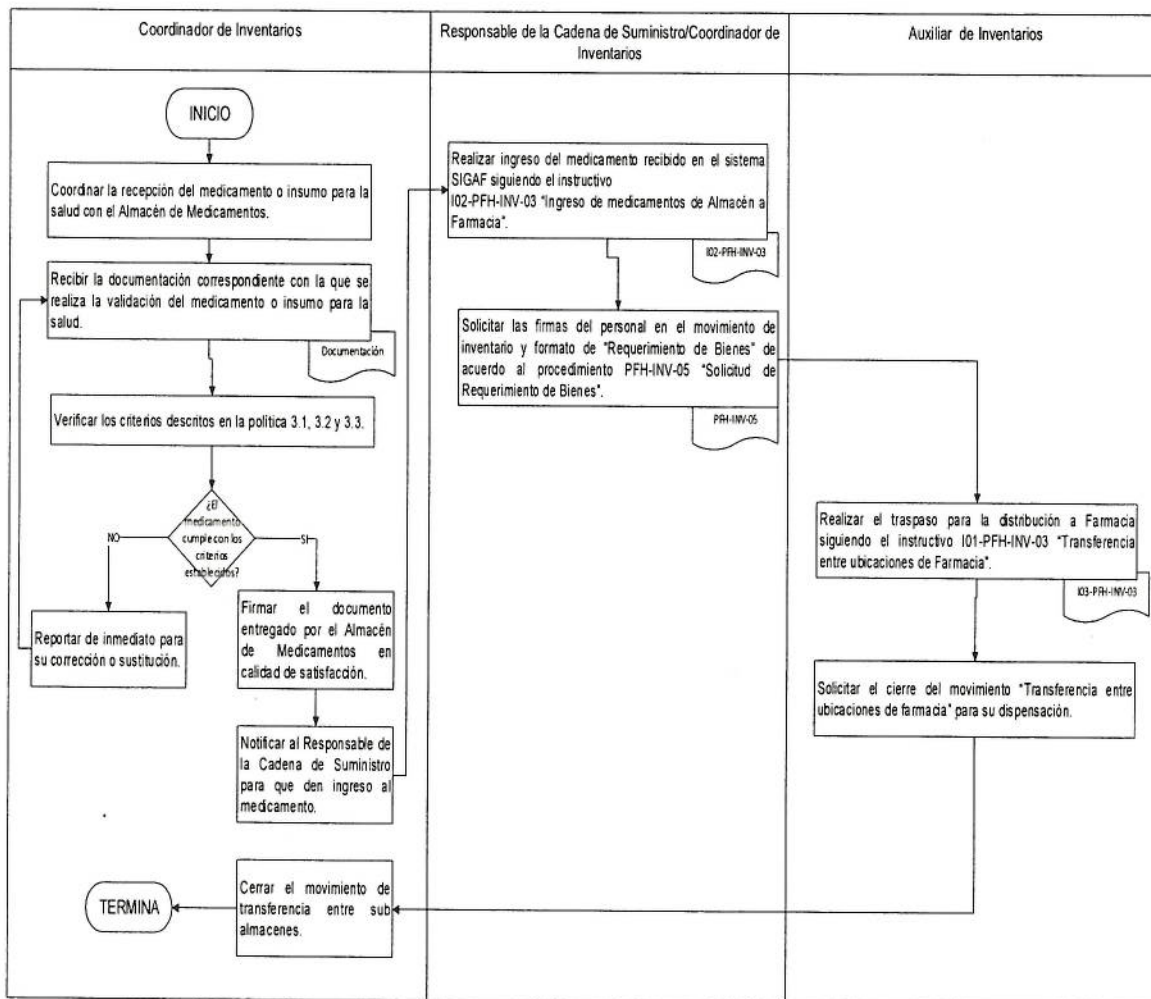 Coordinador de Inventarios
Responsable de la Cadena de Suministro/Coordinador de
Inventarios
Auxiliar de Inventarios
INICIO
Coordinar la recepción del medicamento o insumo para la
salud con el Almacén de Medicamentos.
Recibir la documentación correspondiente con la que se
realiza la validación del medicamento o insumo para la
salud.
Documentación
Verificar los criterios descritos en la política 3.1, 3.2 y 3.3.
¿El
medicamento
cumple con los
criterios
establecidos?
NO
SI
Reportar de inmediato para
su corrección o sustitución.
Firmar el documento
entregado por el Almacén
de Medicamentos en
calidad de satisfacción.
Notificar al Responsable de
la Cadena de Suministro
para que den ingreso al
medicamento.
Realizar ingreso del medicamento recibido en el sistema
SIGAF siguiendo el instructivo
I02-PFH-INV-03 "Ingreso de medicamentos de Almacén a
Farmacia".
I02-PFH-INV-03
Solicitar las firmas del personal en el movimiento de
inventario y formato de "Requerimiento de Bienes" de
acuerdo al procedimiento PFH-INV-05 "Solicitud de
Requerimiento de Bienes".
PFH-INV-05
Realizar el traspaso para la distribución a Farmacia
siguiendo el instructivo I01-PFH-INV-03 "Transferencia
entre ubicaciones de Farmacia".
I03-PFH-INV-03
Solicitar el cierre del movimiento "Transferencia entre
ubicaciones de farmacia" para su dispensación.
Cerrar el movimiento de
transferencia entre sub
almacenes.
TERMINA